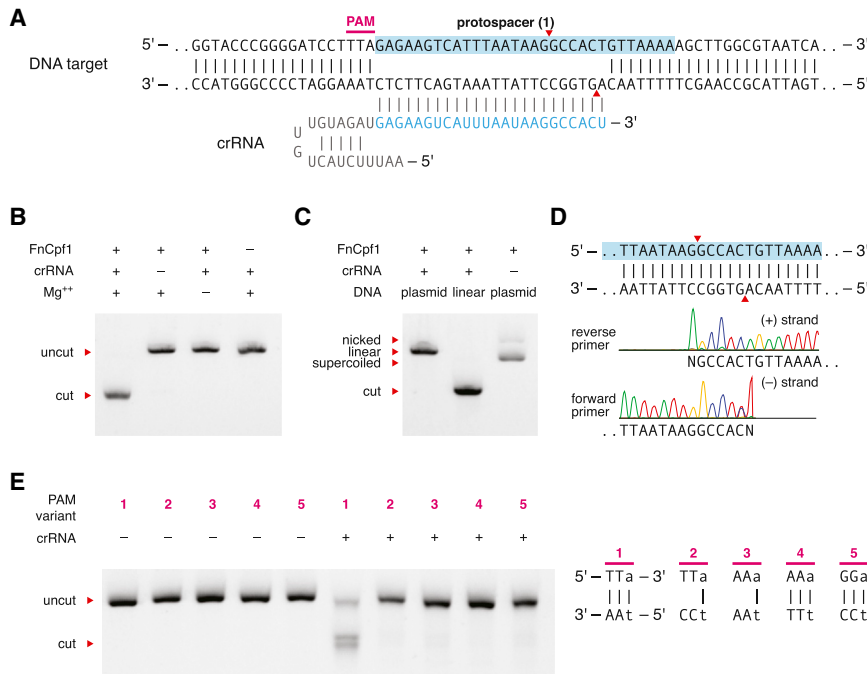 A
PAM
protospacer (1)
5' – . . GGTACCCGGGGATCCTTTAGAGAAGTCATTTAATAAGGCCACTGTTAAAAAGCTTGGCGTAATCA . . – 3'
DNA target
3' – . . CCATGGGCCCCTAGGAAATCTCTTCAGTAAATTATTCCGGTGACAATTTTTCGAACCGCATTAGT . . – 5'
UGUAGAUGAGAAGUCAUUUAAUAAGGCCACU – 3'
U
crRNA
G
UCAUCUUUAA – 5'
B
FnCpf1 + + + –
crRNA + – + +
Mg++ + + – +
uncut
cut
C
FnCpf1 + + +
crRNA + + –
DNA plasmid linear plasmid
nicked
linear
supercoiled
cut
D
5' – . . TTAATAAGGCCACTGTTAAAA . . – 3'
3' – . . AATTATTCCGGTGACAATTTT . . – 5'
(+) strand
reverse
primer
NGCCACTGTTAAAA . .
(–) strand
forward
primer
. . TTAATAAGGCCACN
E
PAM
variant
1 2 3 4 5 1 2 3 4 5
crRNA – – – – – + + + + +
uncut
cut
1 2 3 4 5
5' – TTa – 3' TTa AAa AAa GGa
3' – AAt – 5' CCt AAt TTt CCt